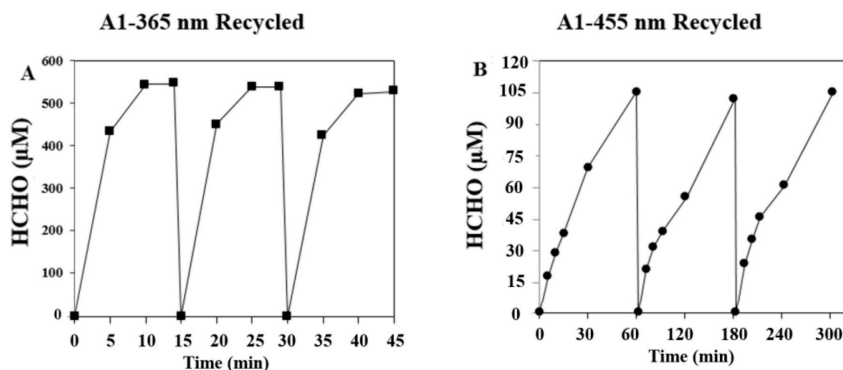 A1-365 nm Recycled
A1-455 nm Recycled
A
600
500
400
300
200
100
0
HCHO (µM)
0 5 10 15 20 25 30 35 40 45
Time (min)
B
120
105
90
75
60
45
30
15
0
HCHO (µM)
0 30 60 120 180 240 300
Time (min)